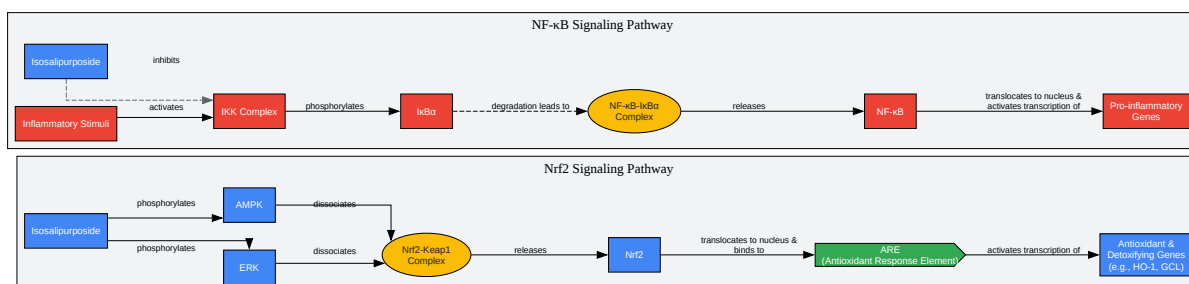 NF-κB Signaling Pathway
Isosalipurposide
inhibits
Inflammatory Stimuli
activates
IKK Complex
phosphorylates
IκBα
degradation leads to
NF-κB-IκBα
Complex
releases
NF-κB
translocates to nucleus &
activates transcription of
Pro-inflammatory
Genes
Nrf2 Signaling Pathway
Isosalipurposide
phosphorylates
AMPK
dissociates
phosphorylates
ERK
dissociates
Nrf2-Keap1
Complex
releases
Nrf2
translocates to nucleus &
binds to
ARE
(Antioxidant Response Element)
activates transcription of
Antioxidant &
Detoxifying Genes
(e.g., HO-1, GCL)